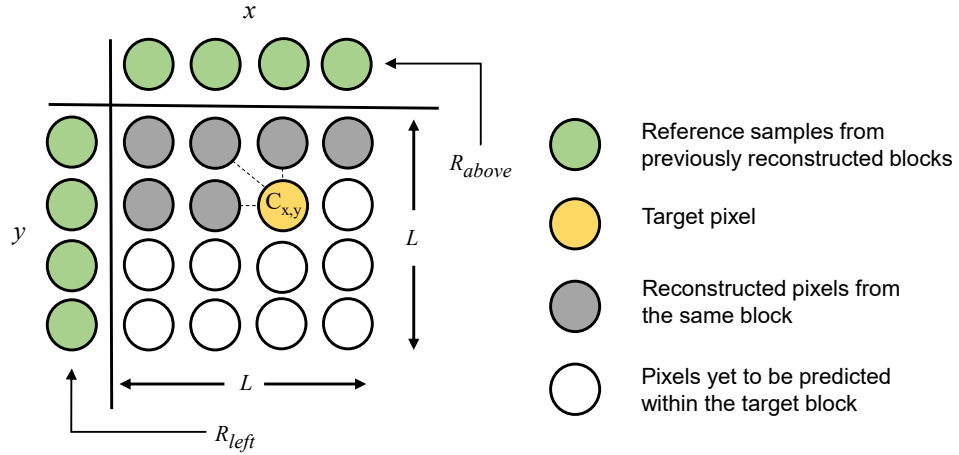 x
Reference samples from
previously reconstructed blocks
R_above
C_x,y
Target pixel
y
L
Reconstructed pixels from
the same block
L
Pixels yet to be predicted
within the target block
R_left